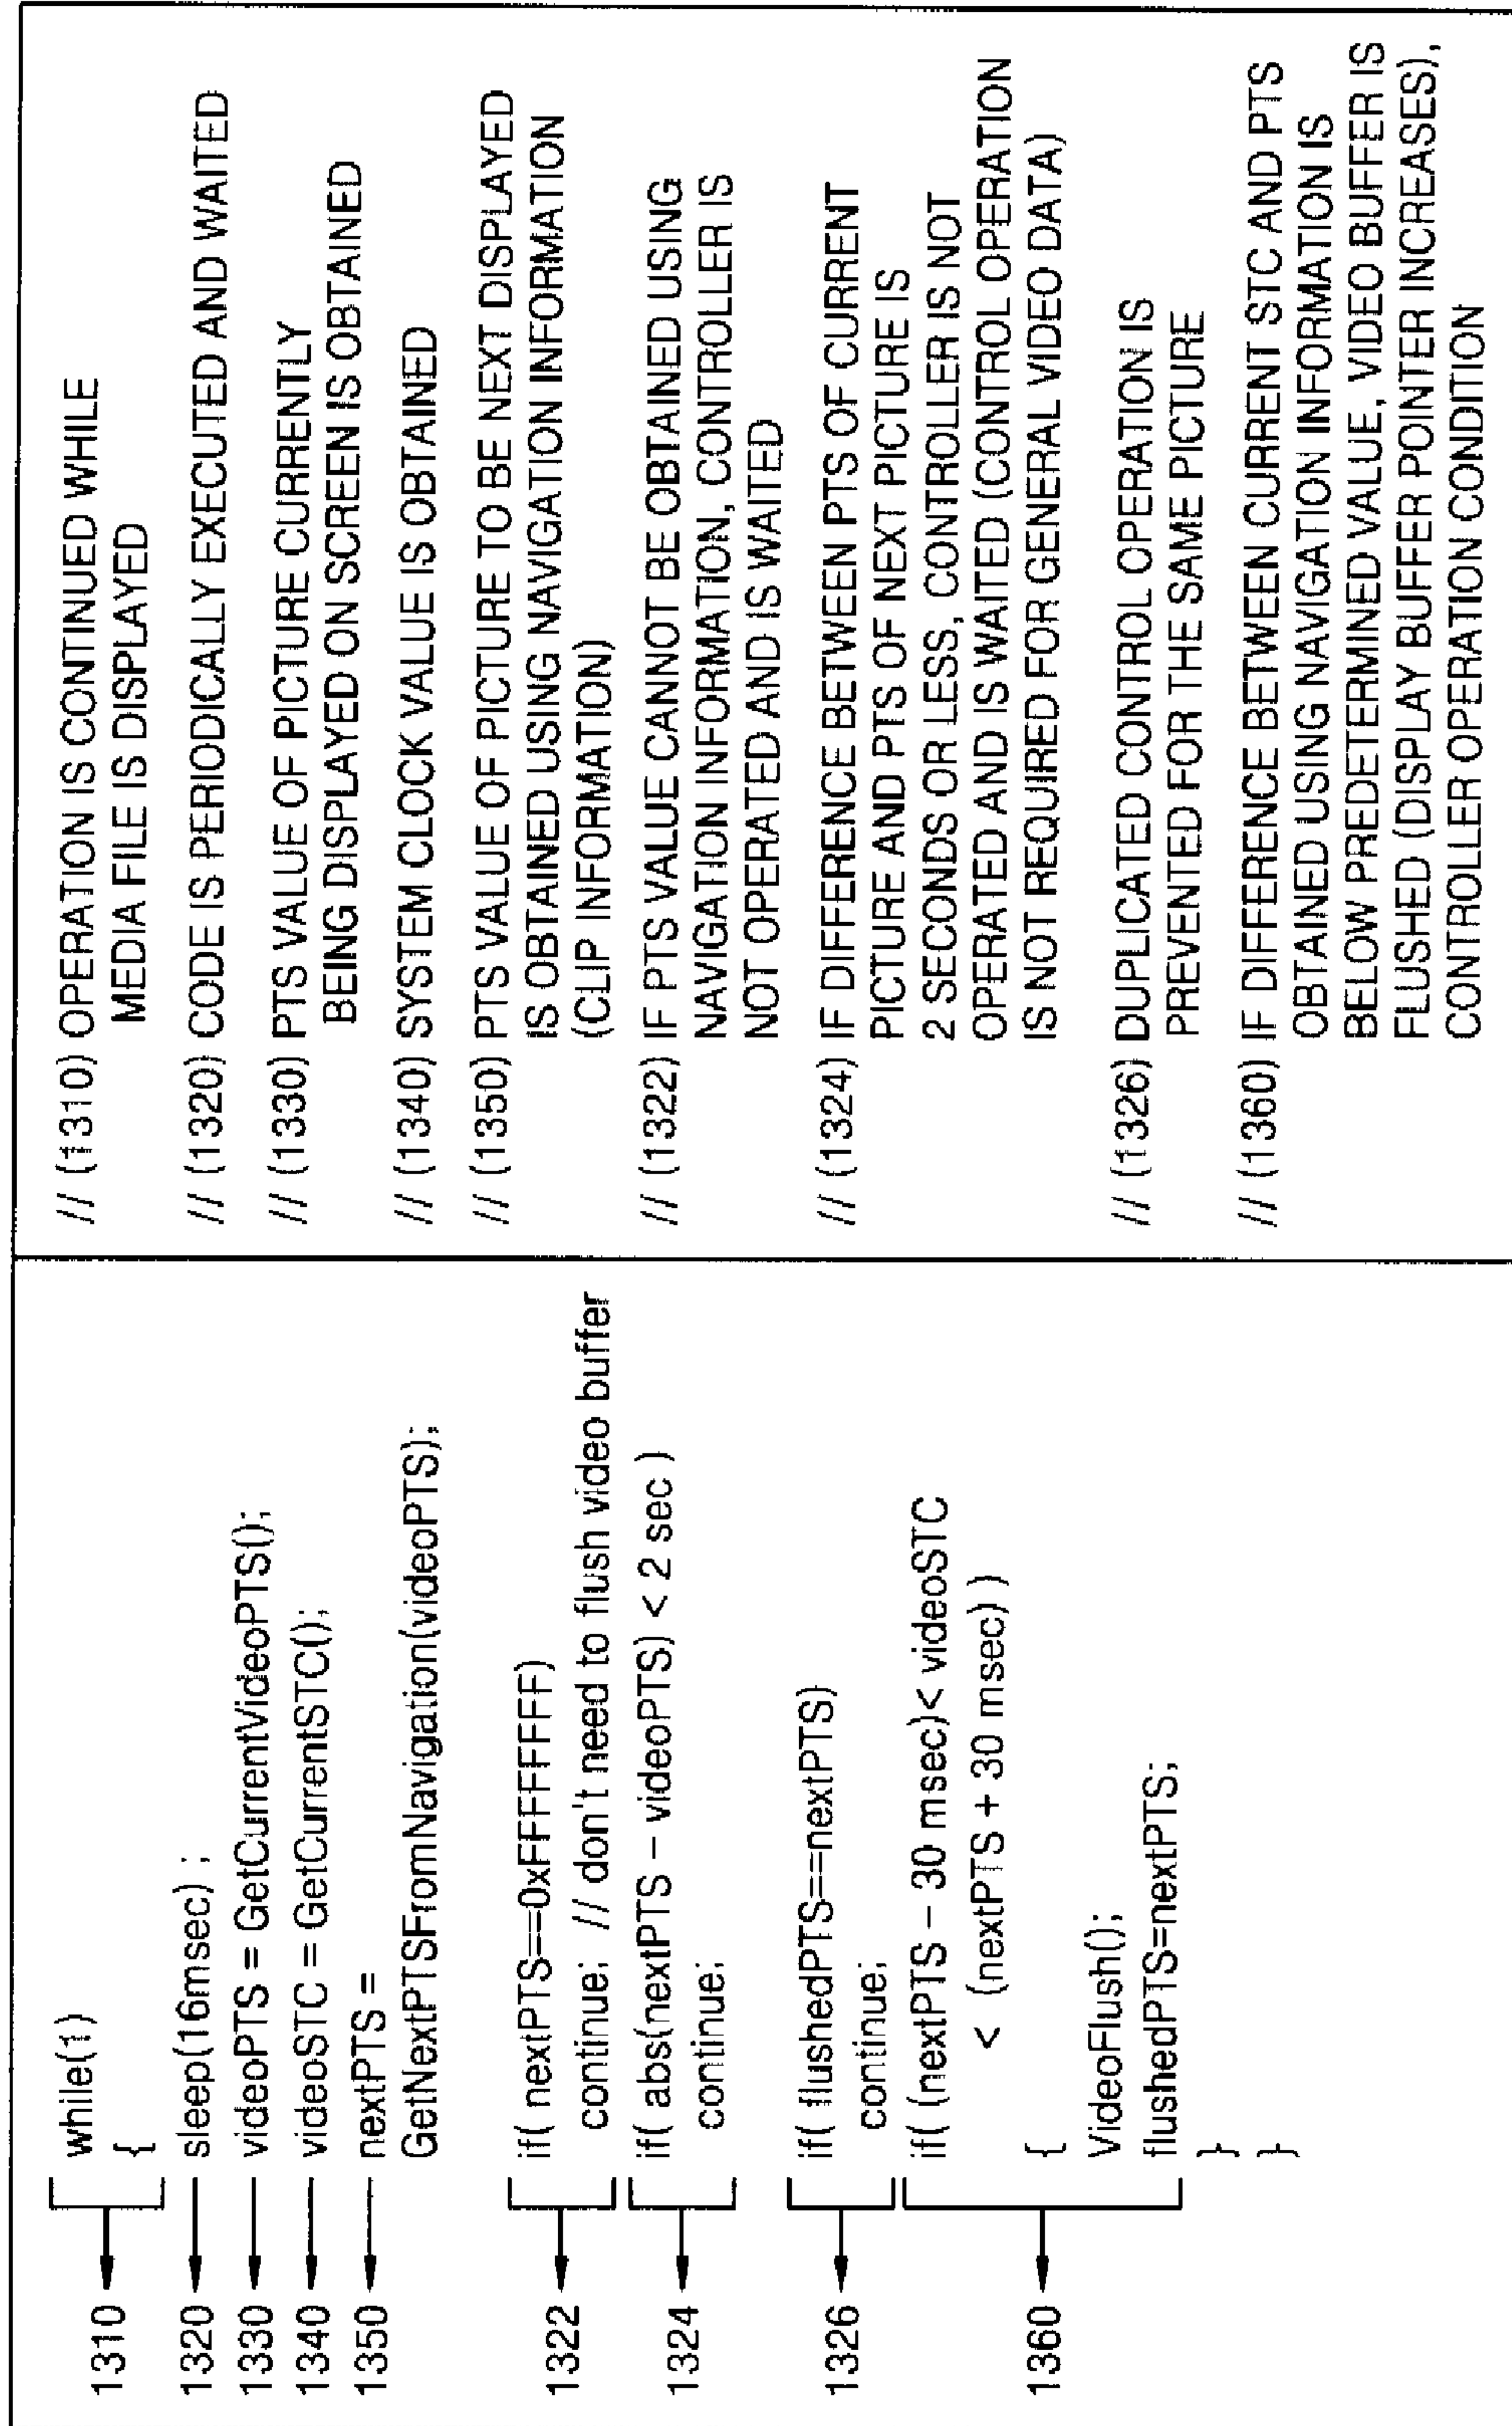 1310 while(1)
{
1320 sleep(16msec) ;
1330 videoPTS = GetCurrentVideoPTS();
1340 videoSTC = GetCurrentSTC();
1350 nextPTS =
GetNextPTSFromNavigation(videoPTS);
1322 if( nextPTS==0xFFFFFFFF)
continue; // don't need to flush video buffer
1324 if( abs(nextPTS – videoPTS) < 2 sec )
continue;
1326 if( flushedPTS==nextPTS)
continue;
1360 if( (nextPTS – 30 msec)< videoSTC
< (nextPTS + 30 msec) )
{
VideoFlush();
flushedPTS=nextPTS;
}
}
// (1310) OPERATION IS CONTINUED WHILE
MEDIA FILE IS DISPLAYED
// (1320) CODE IS PERIODICALLY EXECUTED AND WAITED
// (1330) PTS VALUE OF PICTURE CURRENTLY
BEING DISPLAYED ON SCREEN IS OBTAINED
// (1340) SYSTEM CLOCK VALUE IS OBTAINED
// (1350) PTS VALUE OF PICTURE TO BE NEXT DISPLAYED
IS OBTAINED USING NAVIGATION INFORMATION
(CLIP INFORMATION)
// (1322) IF PTS VALUE CANNOT BE OBTAINED USING
NAVIGATION INFORMATION, CONTROLLER IS
NOT OPERATED AND IS WAITED
// (1324) IF DIFFERENCE BETWEEN PTS OF CURRENT
PICTURE AND PTS OF NEXT PICTURE IS
2 SECONDS OR LESS, CONTROLLER IS NOT
OPERATED AND IS WAITED (CONTROL OPERATION
IS NOT REQUIRED FOR GENERAL VIDEO DATA)
// (1326) DUPLICATED CONTROL OPERATION IS
PREVENTED FOR THE SAME PICTURE
// (1360) IF DIFFERENCE BETWEEN CURRENT STC AND PTS
OBTAINED USING NAVIGATION INFORMATION IS
BELOW PREDETERMINED VALUE, VIDEO BUFFER IS
FLUSHED (DISPLAY BUFFER POINTER INCREASES),
CONTROLLER OPERATION CONDITION